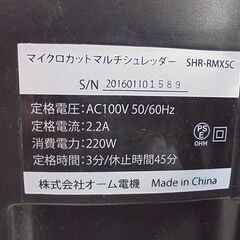 マイクロカットマルチシュレッダー SHR-RMX5C
S/N 201601101589
定格電圧：AC100V 50/60Hz
定格電流：2.2A
消費電力：220W
定格時間：3分/休止時間45分
PS E
OHM
株式会社オーム電機 Made in China